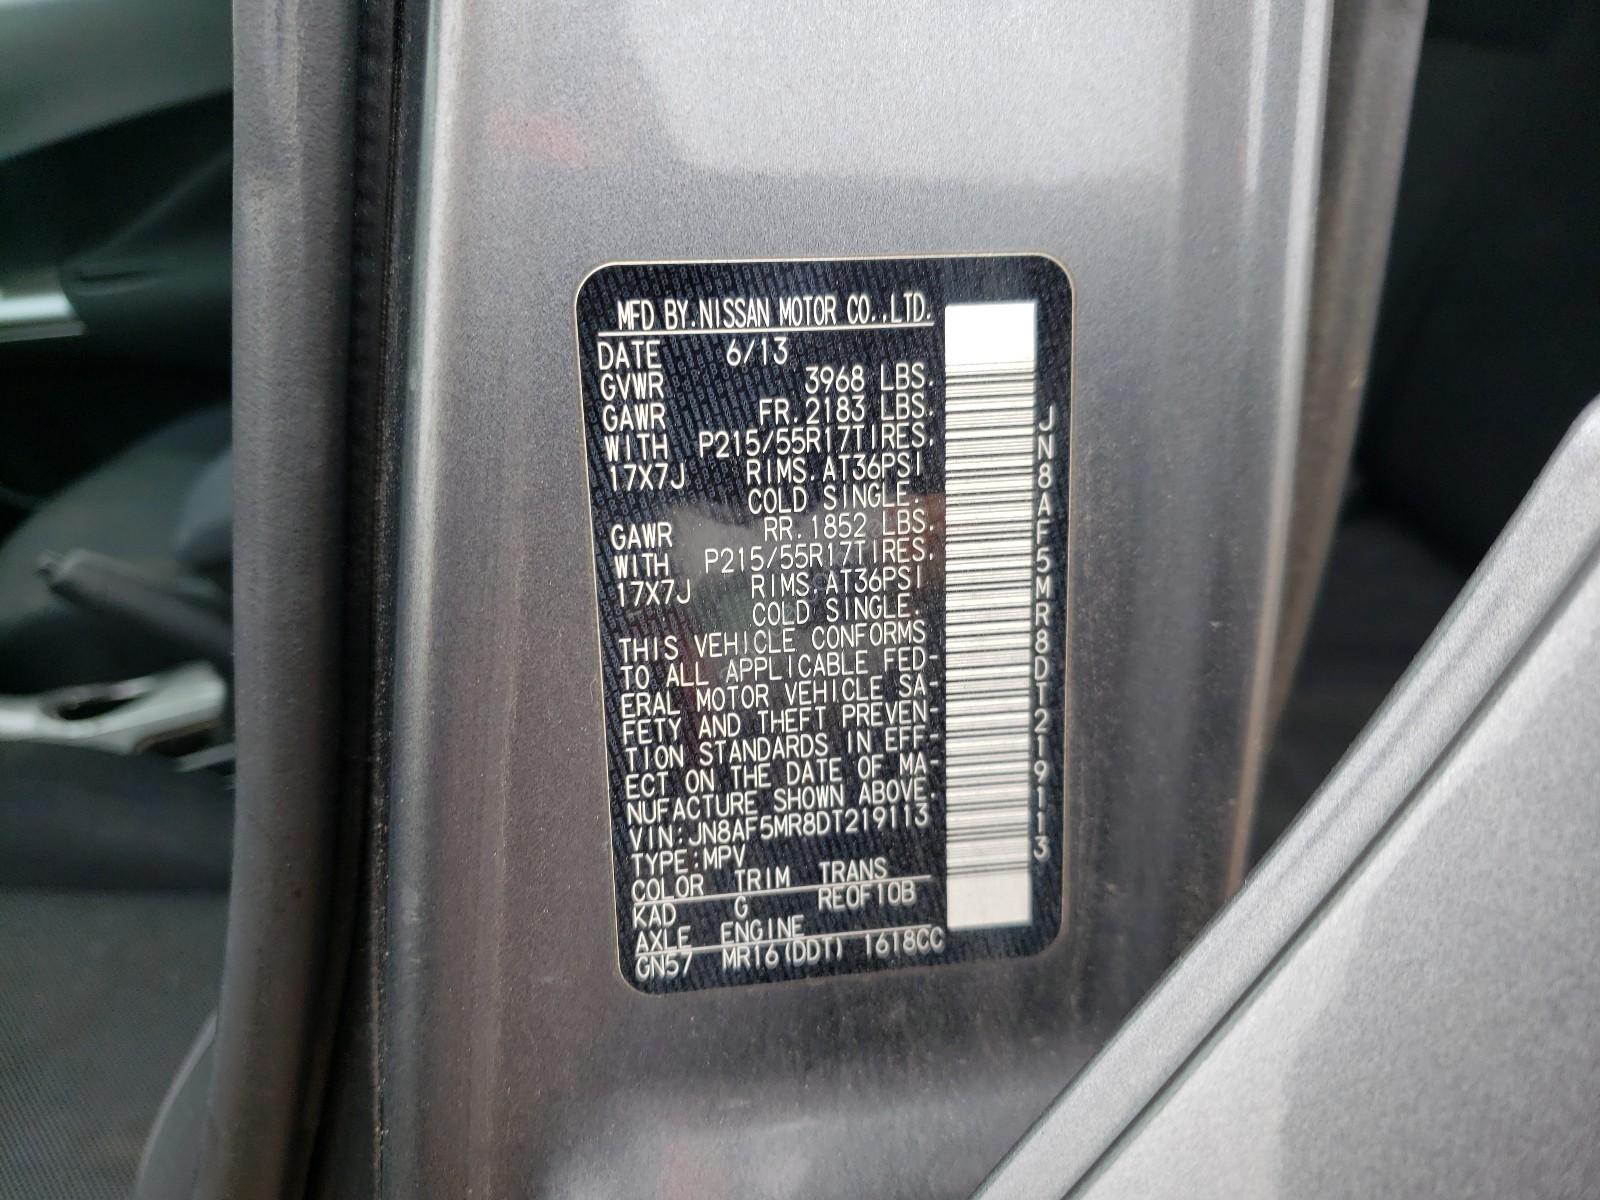 MFD BY.NISSAN MOTOR CO.,LTD.
DATE 6/13
GVWR 3968 LBS.
GAWR FR.2183 LBS.
WITH P215/55R17TIRES.
17X7J RIMS.AT36PSI
COLD SINGLE.
GAWR RR.1852 LBS.
WITH P215/55R17TIRES.
17X7J RIMS.AT36PSI
COLD SINGLE.
THIS VEHICLE CONFORMS
TO ALL APPLICABLE FED-
ERAL MOTOR VEHICLE SA-
FETY AND THEFT PREVEN-
TION STANDARDS IN EFF-
ECT ON THE DATE OF MA-
NUFACTURE SHOWN ABOVE.
VIN:JN8AF5MR8DT219113
TYPE:MPV
COLOR TRIM TRANS
KAD G RE0F10B
AXLE ENGINE
GN57 MR16(DDT) 1618CC
JN8AF5MR8DT219113